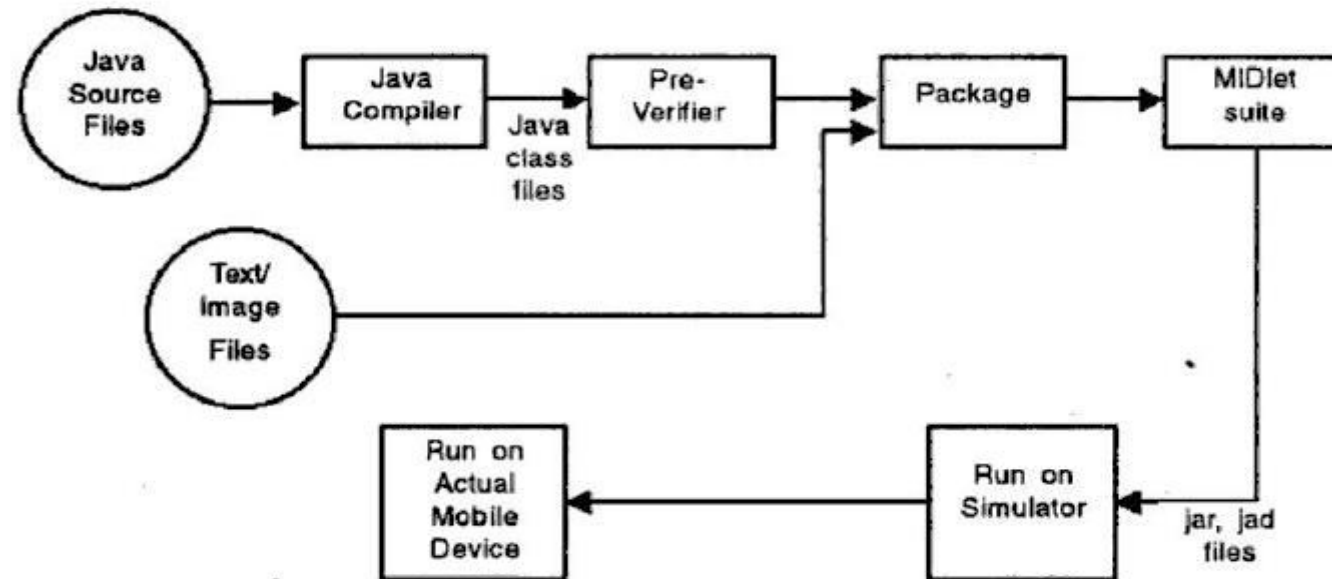 Java
Source
Files
Java
Compiler
Java
class
files
Pre-
Verifier
Package
MIDlet
suite
Text/
Image
Files
Run on
Actual
Mobile
Device
Run on
Simulator
jar, jad
files